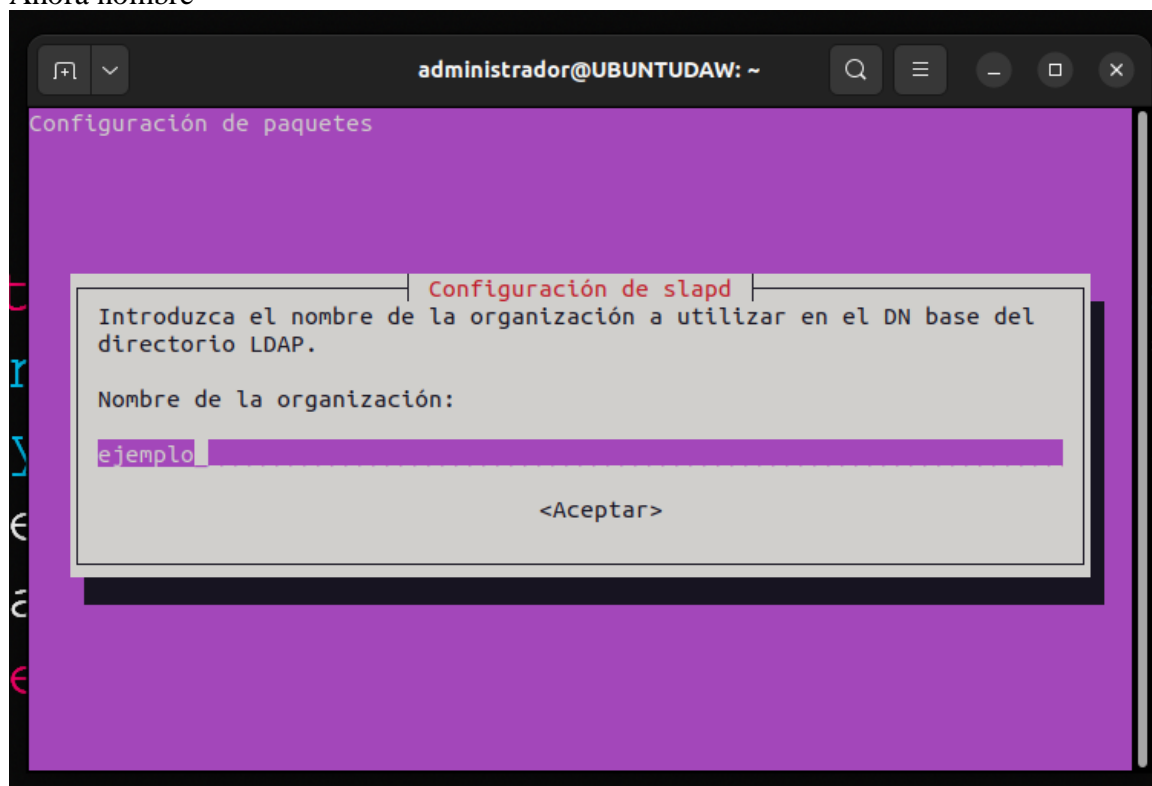 Ahora nombre
administrador@UBUNTUDAW: ~
Configuración de paquetes
Configuración de slapd
Introduzca el nombre de la organización a utilizar en el DN base del
directorio LDAP.
Nombre de la organización:
ejemplo
<Aceptar>